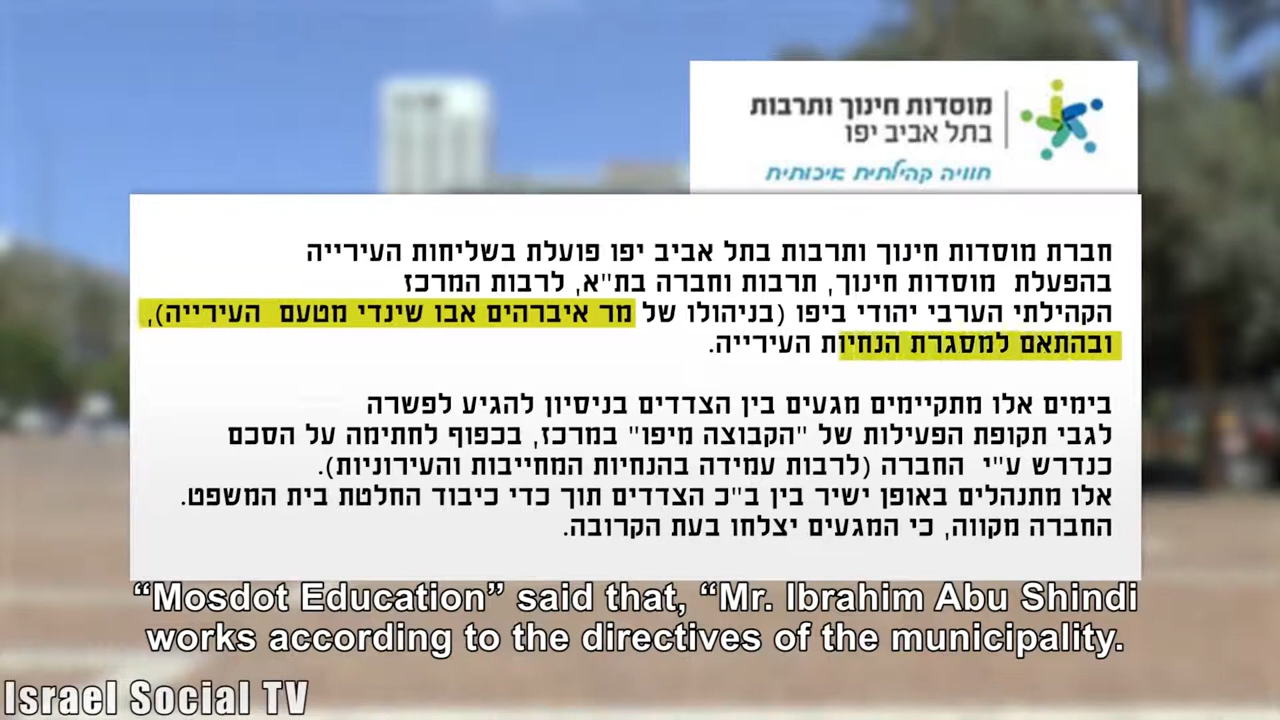 מוסדות חינוך ותרבות
בתל אביב יפו
חוויה קהילתית איכותית
חברת מוסדות חינוך ותרבות בתל אביב יפו פועלת בשליחות העירייה
בהפעלת מוסדות חינוך, תרבות וחברה בת"א, לרבות המרכז
הקהילתי הערבי יהודי ביפו (בניהולו של מר איברהים אבו שינדי מטעם העירייה),
ובהתאם למסגרת הנחיות העירייה.
בימים אלו מתקיימים מגעים בין הצדדים בניסיון להגיע לפשרה
לגבי תקופת הפעילות של "הקבוצה מיפו" במרכז, בכפוף לחתימה על הסכם
כנדרש ע"י החברה (לרבות עמידה בהנחיות המחייבות והעירוניות).
אלו מתנהלים באופן ישיר בין ב"כ הצדדים תוך כדי כיבוד החלטת בית המשפט.
החברה מקווה, כי המגעים יצלחו בעת הקרובה.
“Mosdot Education” said that, “Mr. Ibrahim Abu Shindi
works according to the directives of the municipality.
Israel Social TV